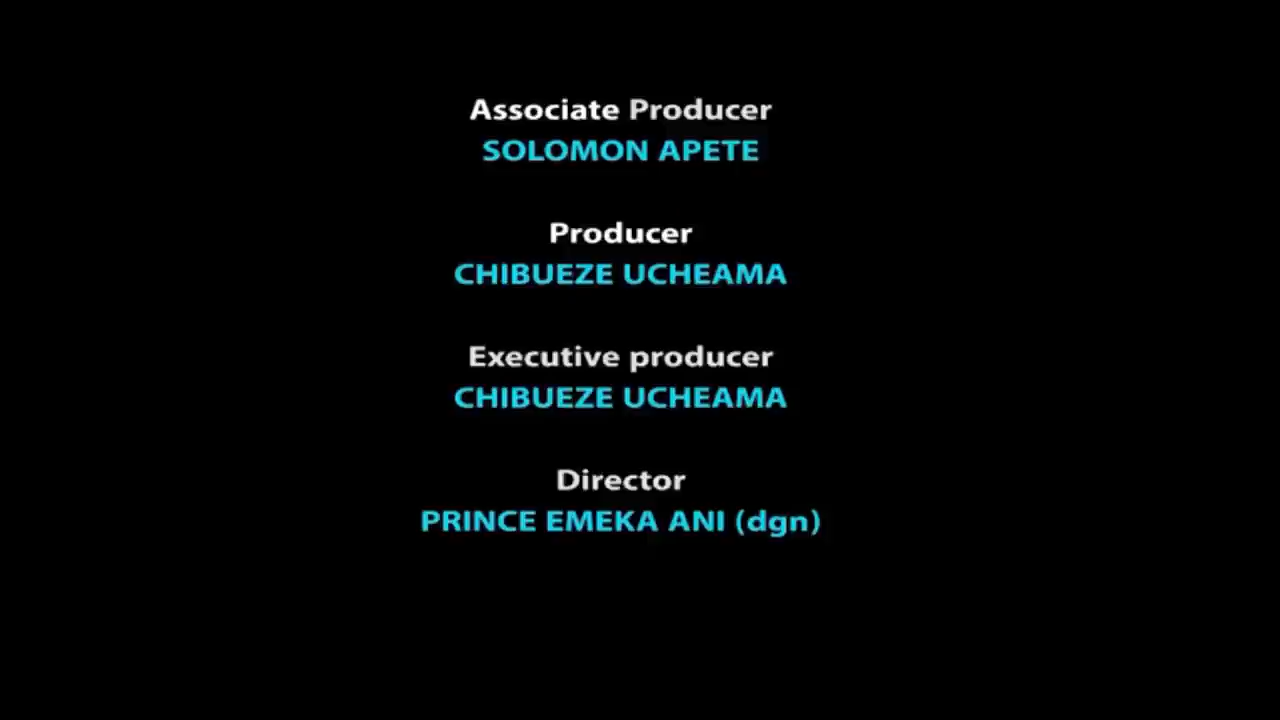 Associate Producer
SOLOMON APETE
Producer
CHIBUEZE UCHEAMA
Executive producer
CHIBUEZE UCHEAMA
Director
PRINCE EMEKA ANI (dgn)